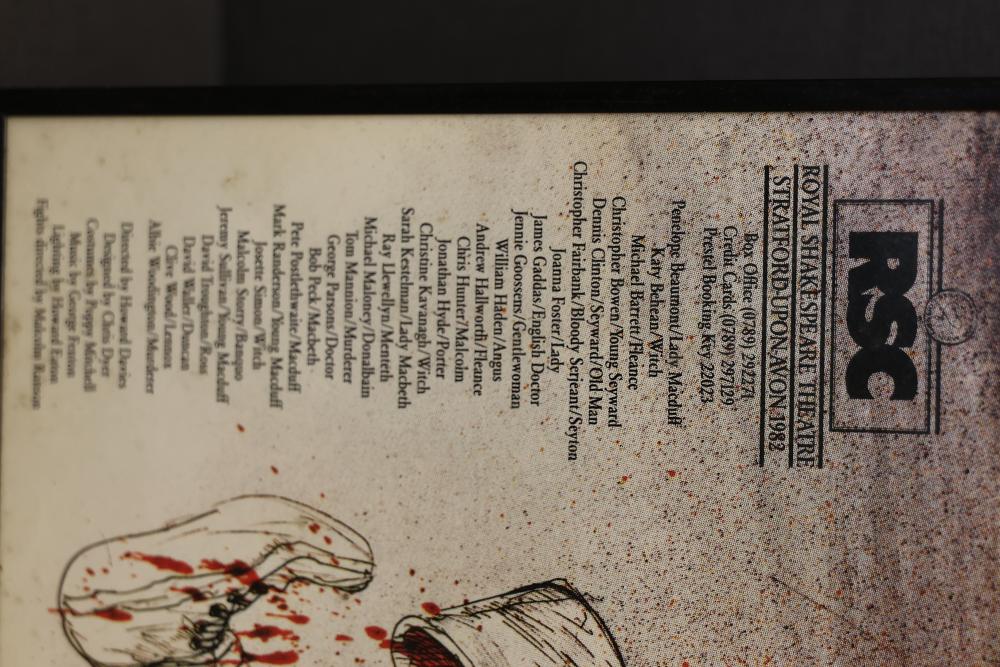 RSC
ROYAL SHAKESPEARE THEATRE
STRATFORD-UPON-AVON 1982
Box Office (0789) 292271
Credit Cards (0789) 297129
Prestel Booking Key 22023
Penelope Beaumont/Lady Macduff
Katy Behean/Witch
Michael Barrett/Fleance
Christopher Bowen/Young Seyward
Dennis Clinton/Seyward/Old Man
Christopher Fairbank/Bloody Serjeant/Seyton
Joanna Foster/Lady
James Gaddas/English Doctor
Jennie Goossens/Gentlewoman
William Haden/Angus
Andrew Hallworth/Fleance
Chris Hunter/Malcolm
Jonathan Hyde/Porter
Christine Kavanagh/Witch
Sarah Kestelman/Lady Macbeth
Ray Llewellyn/Menteth
Michael Maloney/Donalbain
Tom Mannion/Murderer
George Parsons/Doctor
Bob Peck/Macbeth
Pete Postlethwaite/Macduff
Mark Randerson/Young Macduff
Josette Simon/Witch
Malcolm Storry/Banquo
Jeremy Sullivan/Young Macduff
David Troughton/Ross
David Waller/Duncan
Clive Wood/Lennox
Albie Woodington/Murderer
Directed by Howard Davies
Designed by Chris Dyer
Costumes by Poppy Mitchell
Music by George Fenton
Lighting by Howard Eaton
Fights directed by Malcolm Ranson